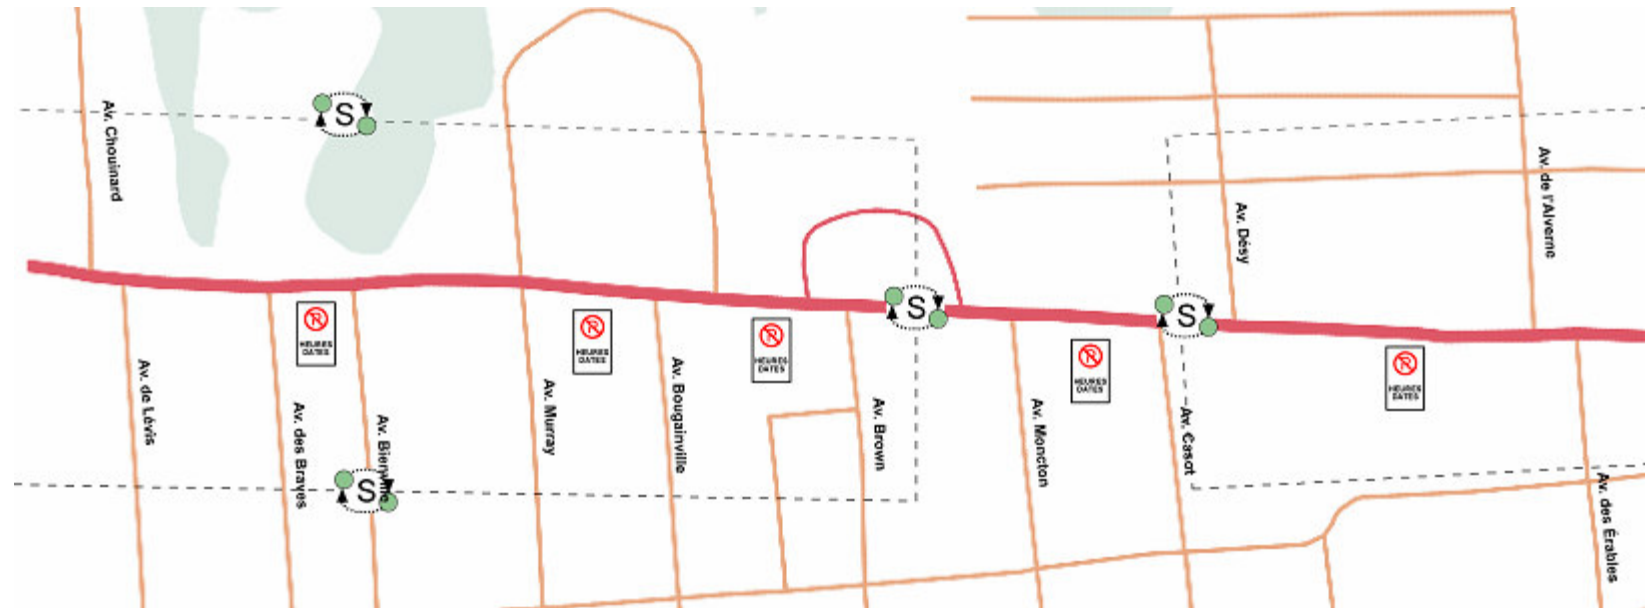 Av. Chouinard
S
Av. de l'Alverne
Av. Désy
S
S
HEURES
DATES
HEURES
DATES
HEURES
DATES
HEURES
DATES
HEURES
DATES
Av. de Lévis
Av. des Braves
Av. Bienville
Av. Murray
Av. Bougainville
Av. Brown
Av. Moncton
Av. Casot
S
Av. des Érables